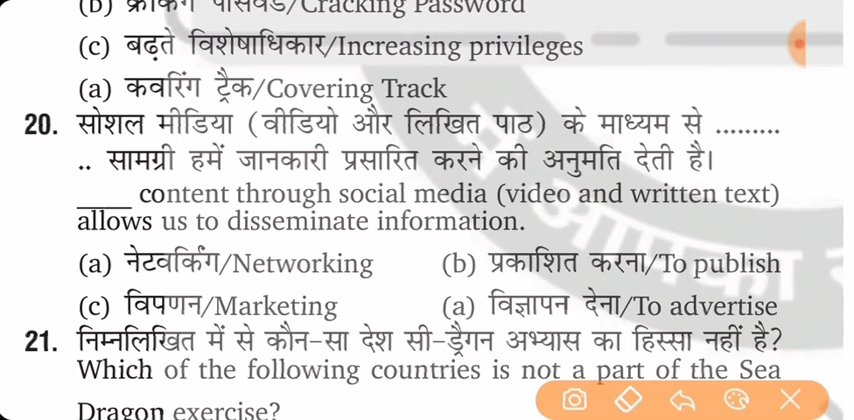 (b) क्रैकिंग पासवर्ड/Cracking Password
(c) बढ़ते विशेषाधिकार/Increasing privileges
(a) कवरिंग ट्रैक/Covering Track
20. सोशल मीडिया (वीडियो और लिखित पाठ) के माध्यम से .........
.. सामग्री हमें जानकारी प्रसारित करने की अनुमति देती है।
____ content through social media (video and written text)
allows us to disseminate information.
(a) नेटवर्किंग/Networking (b) प्रकाशित करना/To publish
(c) विपणन/Marketing (a) विज्ञापन देना/To advertise
21. निम्नलिखित में से कौन-सा देश सी-ड्रैगन अभ्यास का हिस्सा नहीं है?
Which of the following countries is not a part of the Sea
Dragon exercise?